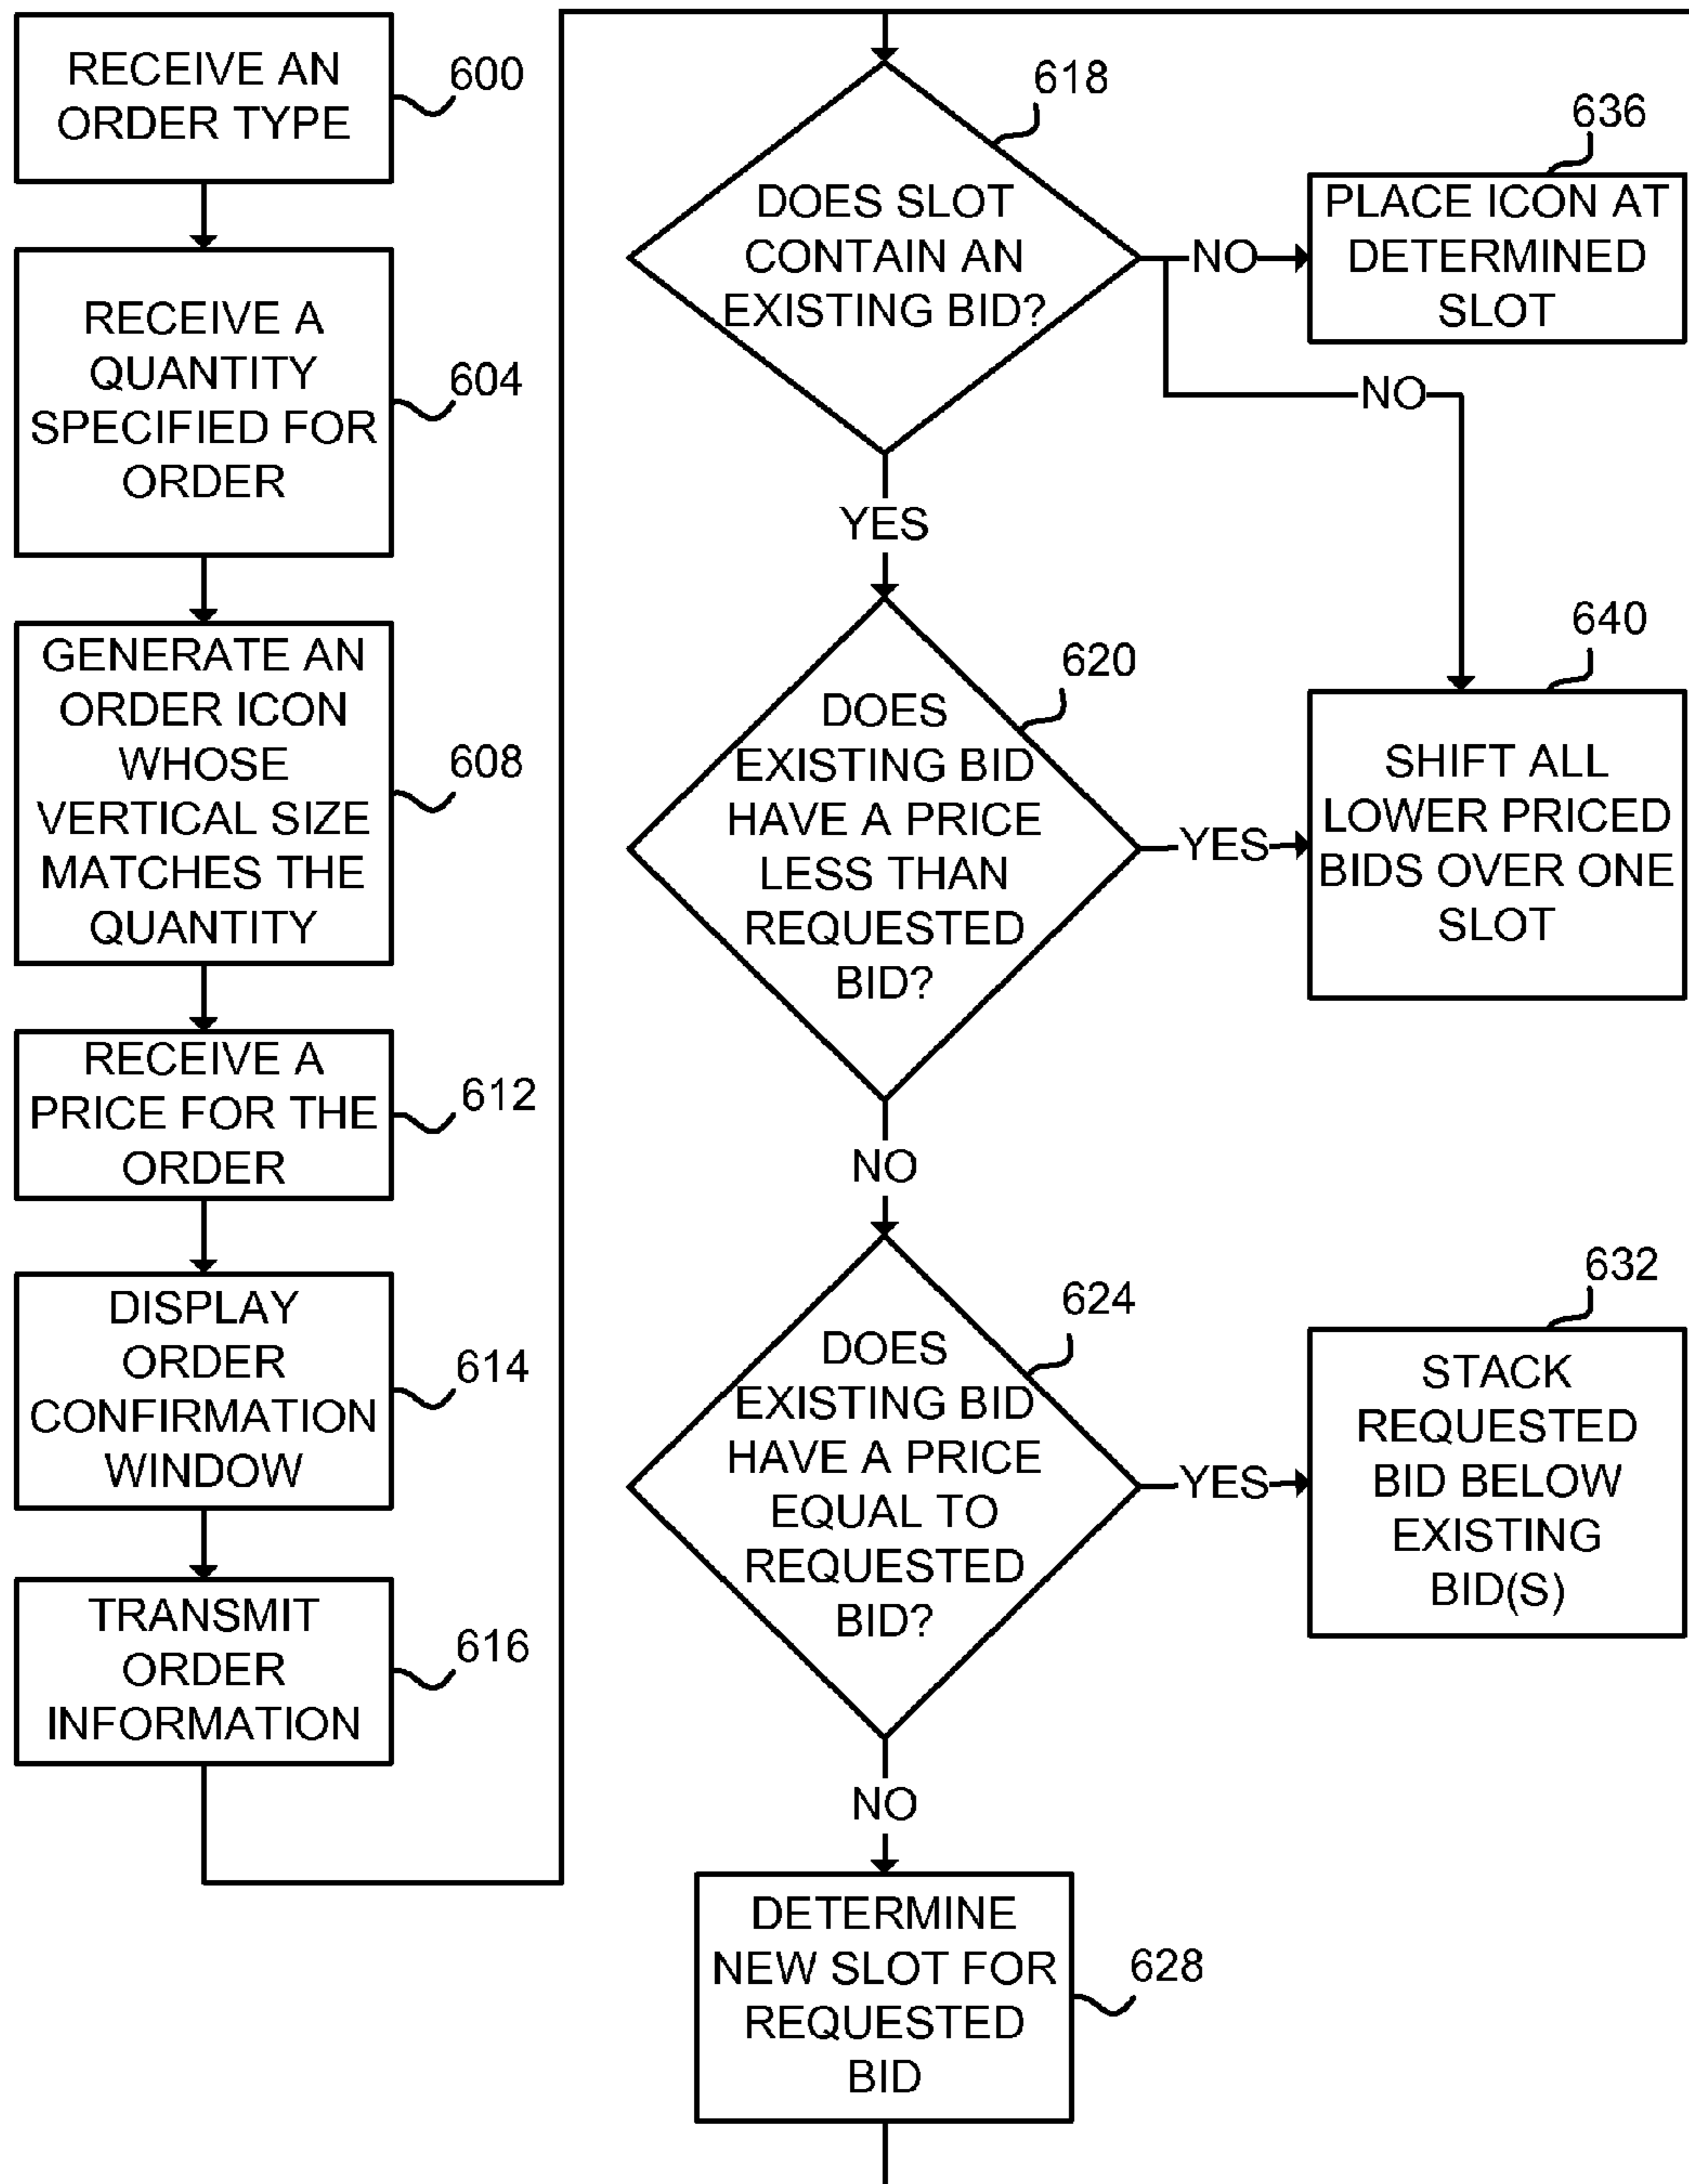 RECEIVE AN
ORDER TYPE
600
RECEIVE A
QUANTITY
SPECIFIED FOR
ORDER
604
GENERATE AN
ORDER ICON
WHOSE
VERTICAL SIZE
MATCHES THE
QUANTITY
608
RECEIVE A
PRICE FOR THE
ORDER
612
DISPLAY
ORDER
CONFIRMATION
WINDOW
614
TRANSMIT
ORDER
INFORMATION
616
618
DOES SLOT
CONTAIN AN
EXISTING BID?
NO
636
PLACE ICON AT
DETERMINED
SLOT
NO
YES
620
DOES
EXISTING BID
HAVE A PRICE
LESS THAN
REQUESTED
BID?
YES
640
SHIFT ALL
LOWER PRICED
BIDS OVER ONE
SLOT
NO
624
DOES
EXISTING BID
HAVE A PRICE
EQUAL TO
REQUESTED
BID?
YES
632
STACK
REQUESTED
BID BELOW
EXISTING
BID(S)
NO
DETERMINE
NEW SLOT FOR
REQUESTED
BID
628